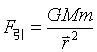 F引 = GMm / r⃗²